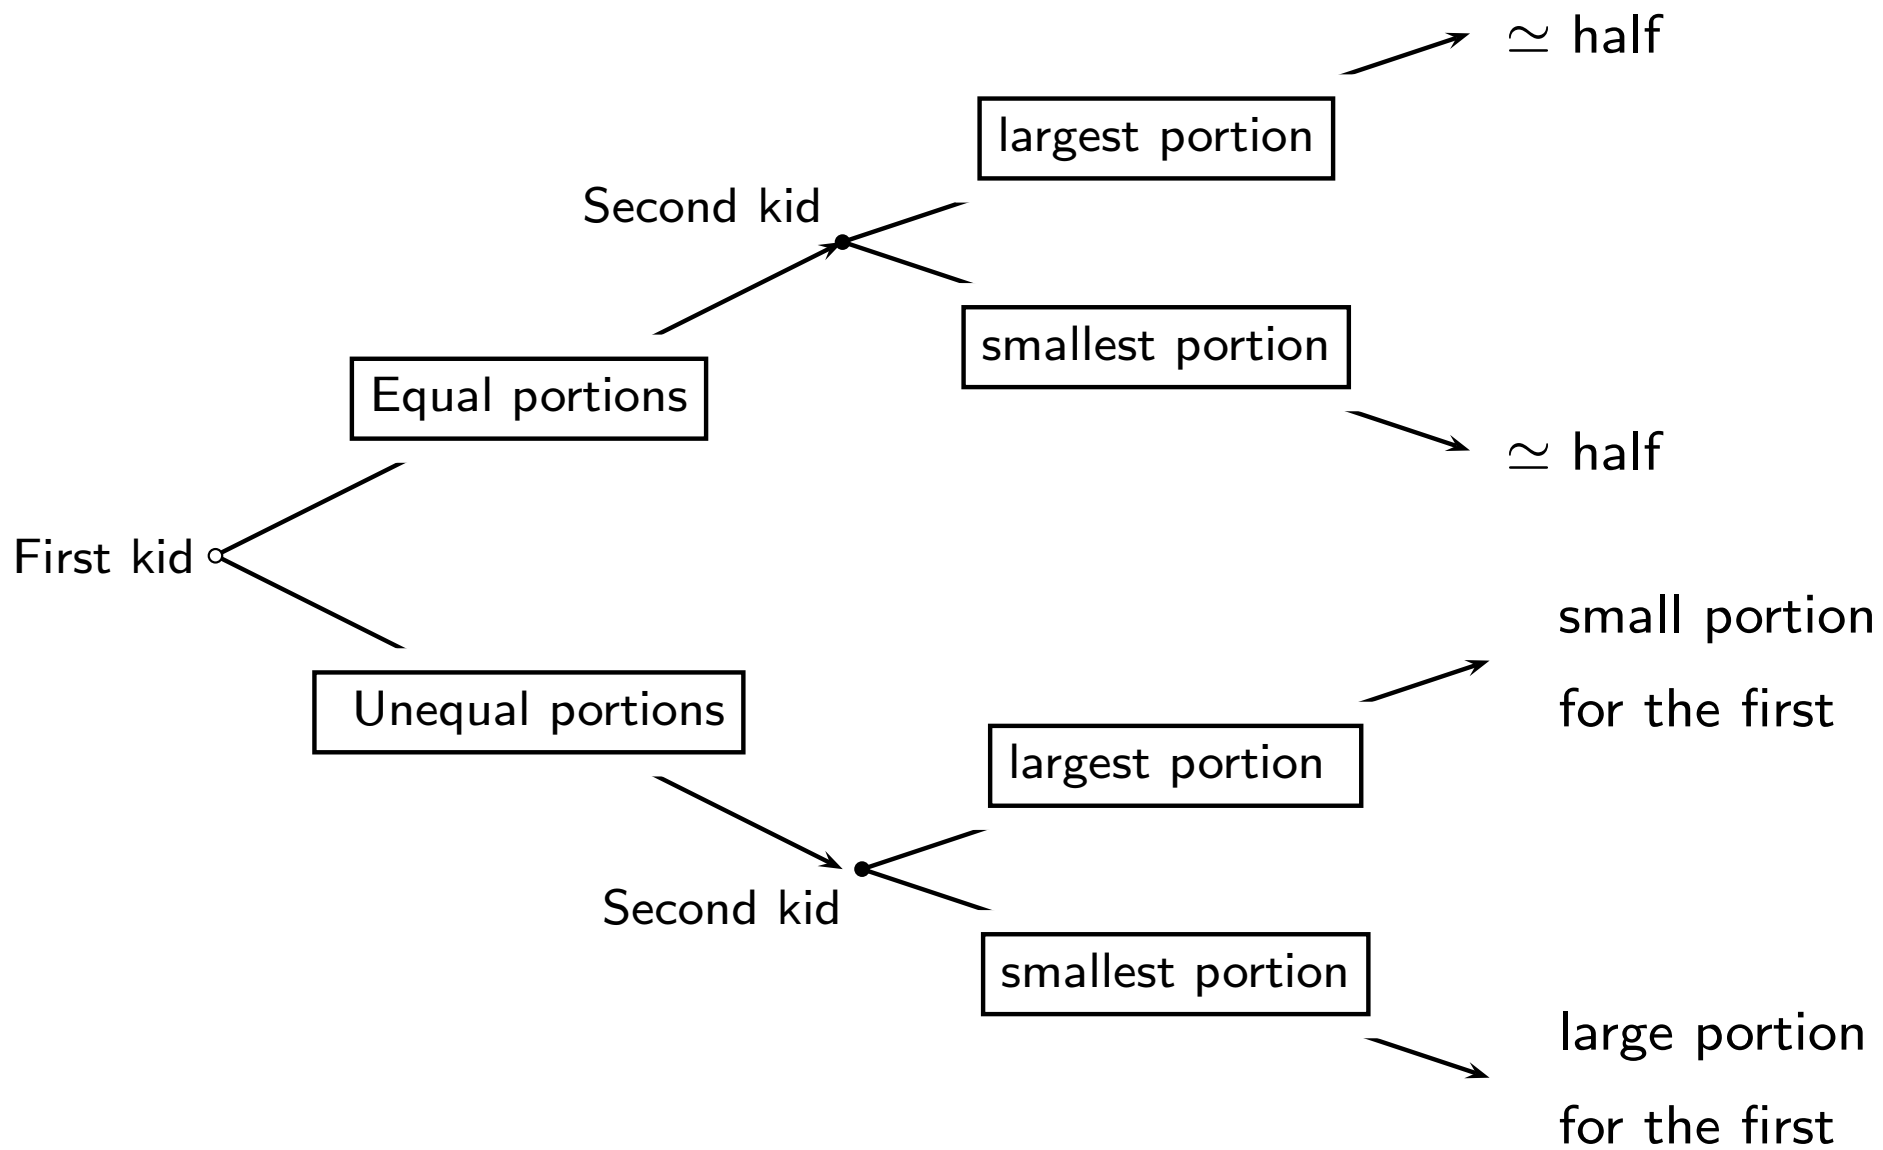 ≃ half
largest portion
Second kid
smallest portion
Equal portions
≃ half
First kid
small portion
for the first
Unequal portions
largest portion
Second kid
smallest portion
large portion
for the first